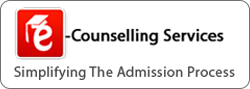 e-Counselling Services
Simplifying The Admission Process